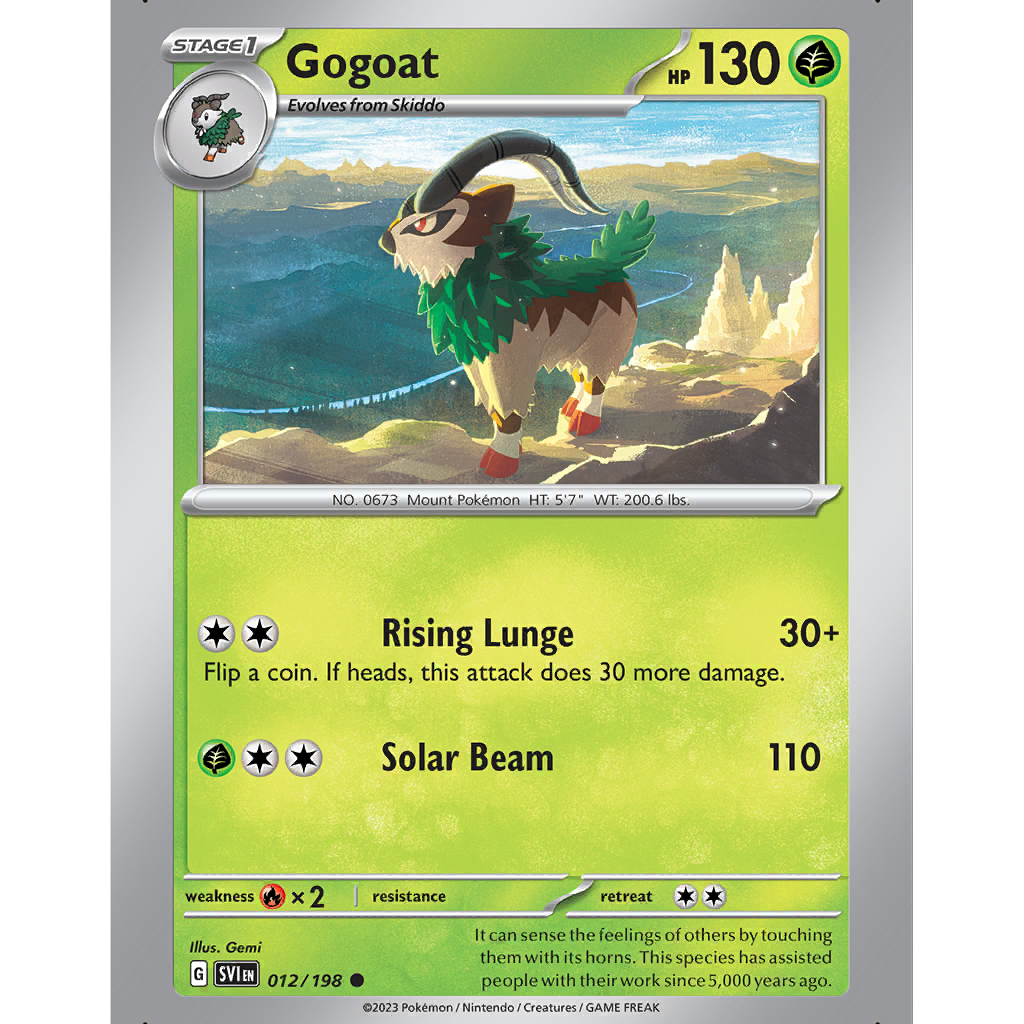 STAGE1
Gogoat
HP 130
Evolves from Skiddo
NO. 0673 Mount Pokémon HT: 5'7" WT: 200.6 lbs.
Rising Lunge 30+
Flip a coin. If heads, this attack does 30 more damage.
Solar Beam 110
weakness ×2 resistance retreat
Illus. Gemi
It can sense the feelings of others by touching
them with its horns. This species has assisted
people with their work since 5,000 years ago.
G SVI EN 012/198
©2023 Pokémon / Nintendo / Creatures / GAME FREAK